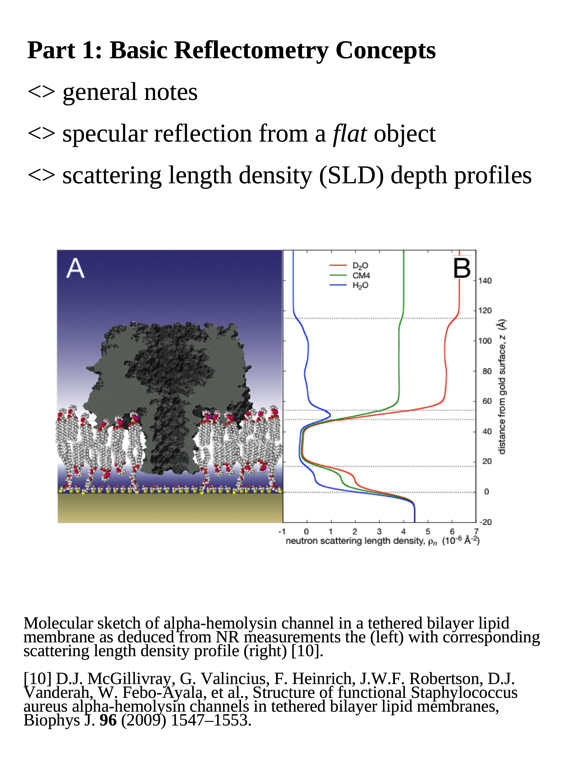 Part 1: Basic Reflectometry Concepts
<> general notes
<> specular reflection from a flat object
<> scattering length density (SLD) depth profiles
A
B
D2O
CM4
H2O
140
120
100
80
60
40
20
0
-20
distance from gold surface, z (Å)
-1 0 1 2 3 4 5 6 7
neutron scattering length density, ρn (10-6 Å-2)
Molecular sketch of alpha-hemolysin channel in a tethered bilayer lipid
membrane as deduced from NR measurements the (left) with corresponding
scattering length density profile (right) [10].
[10] D.J. McGillivray, G. Valincius, F. Heinrich, J.W.F. Robertson, D.J.
Vanderah, W. Febo-Ayala, et al., Structure of functional Staphylococcus
aureus alpha-hemolysin channels in tethered bilayer lipid membranes,
Biophys J. 96 (2009) 1547–1553.